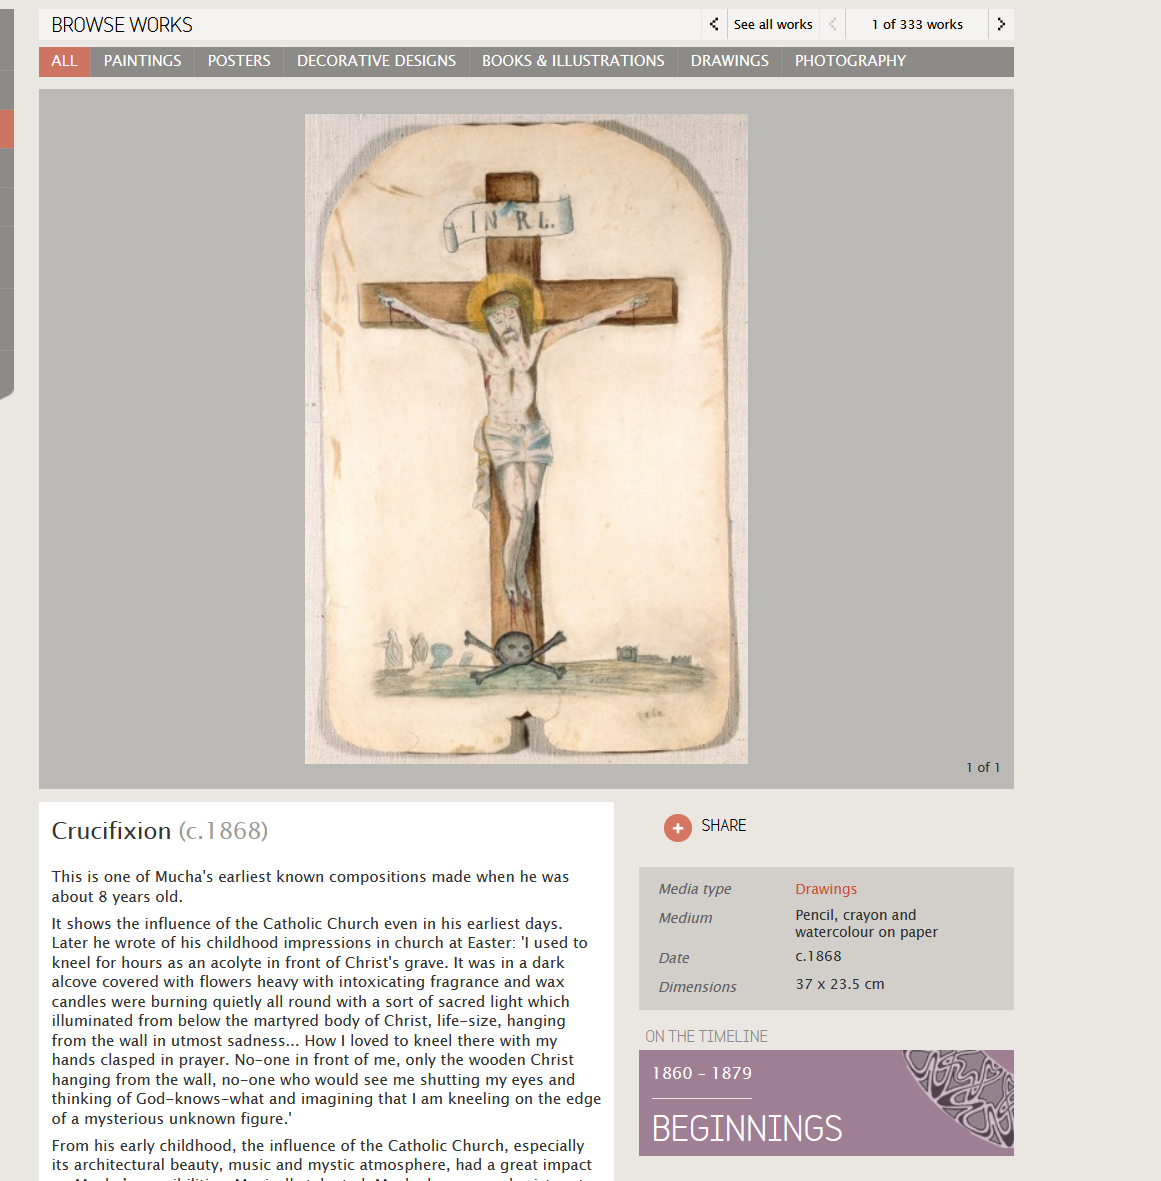 BROWSE WORKS
See all works
1 of 333 works
ALL
PAINTINGS
POSTERS
DECORATIVE DESIGNS
BOOKS & ILLUSTRATIONS
DRAWINGS
PHOTOGRAPHY
I N R I.
1 of 1
Crucifixion (c.1868)
This is one of Mucha's earliest known compositions made when he was
about 8 years old.
It shows the influence of the Catholic Church even in his earliest days.
Later he wrote of his childhood impressions in church at Easter: 'I used to
kneel for hours as an acolyte in front of Christ's grave. It was in a dark
alcove covered with flowers heavy with intoxicating fragrance and wax
candles were burning quietly all round with a sort of sacred light which
illuminated from below the martyred body of Christ, life-size, hanging
from the wall in utmost sadness... How I loved to kneel there with my
hands clasped in prayer. No-one in front of me, only the wooden Christ
hanging from the wall, no-one who would see me shutting my eyes and
thinking of God-knows-what and imagining that I am kneeling on the edge
of a mysterious unknown figure.'
From his early childhood, the influence of the Catholic Church, especially
its architectural beauty, music and mystic atmosphere, had a great impact
SHARE
Media type Drawings
Medium Pencil, crayon and
watercolour on paper
Date c.1868
Dimensions 37 x 23.5 cm
ON THE TIMELINE
1860 - 1879
BEGINNINGS